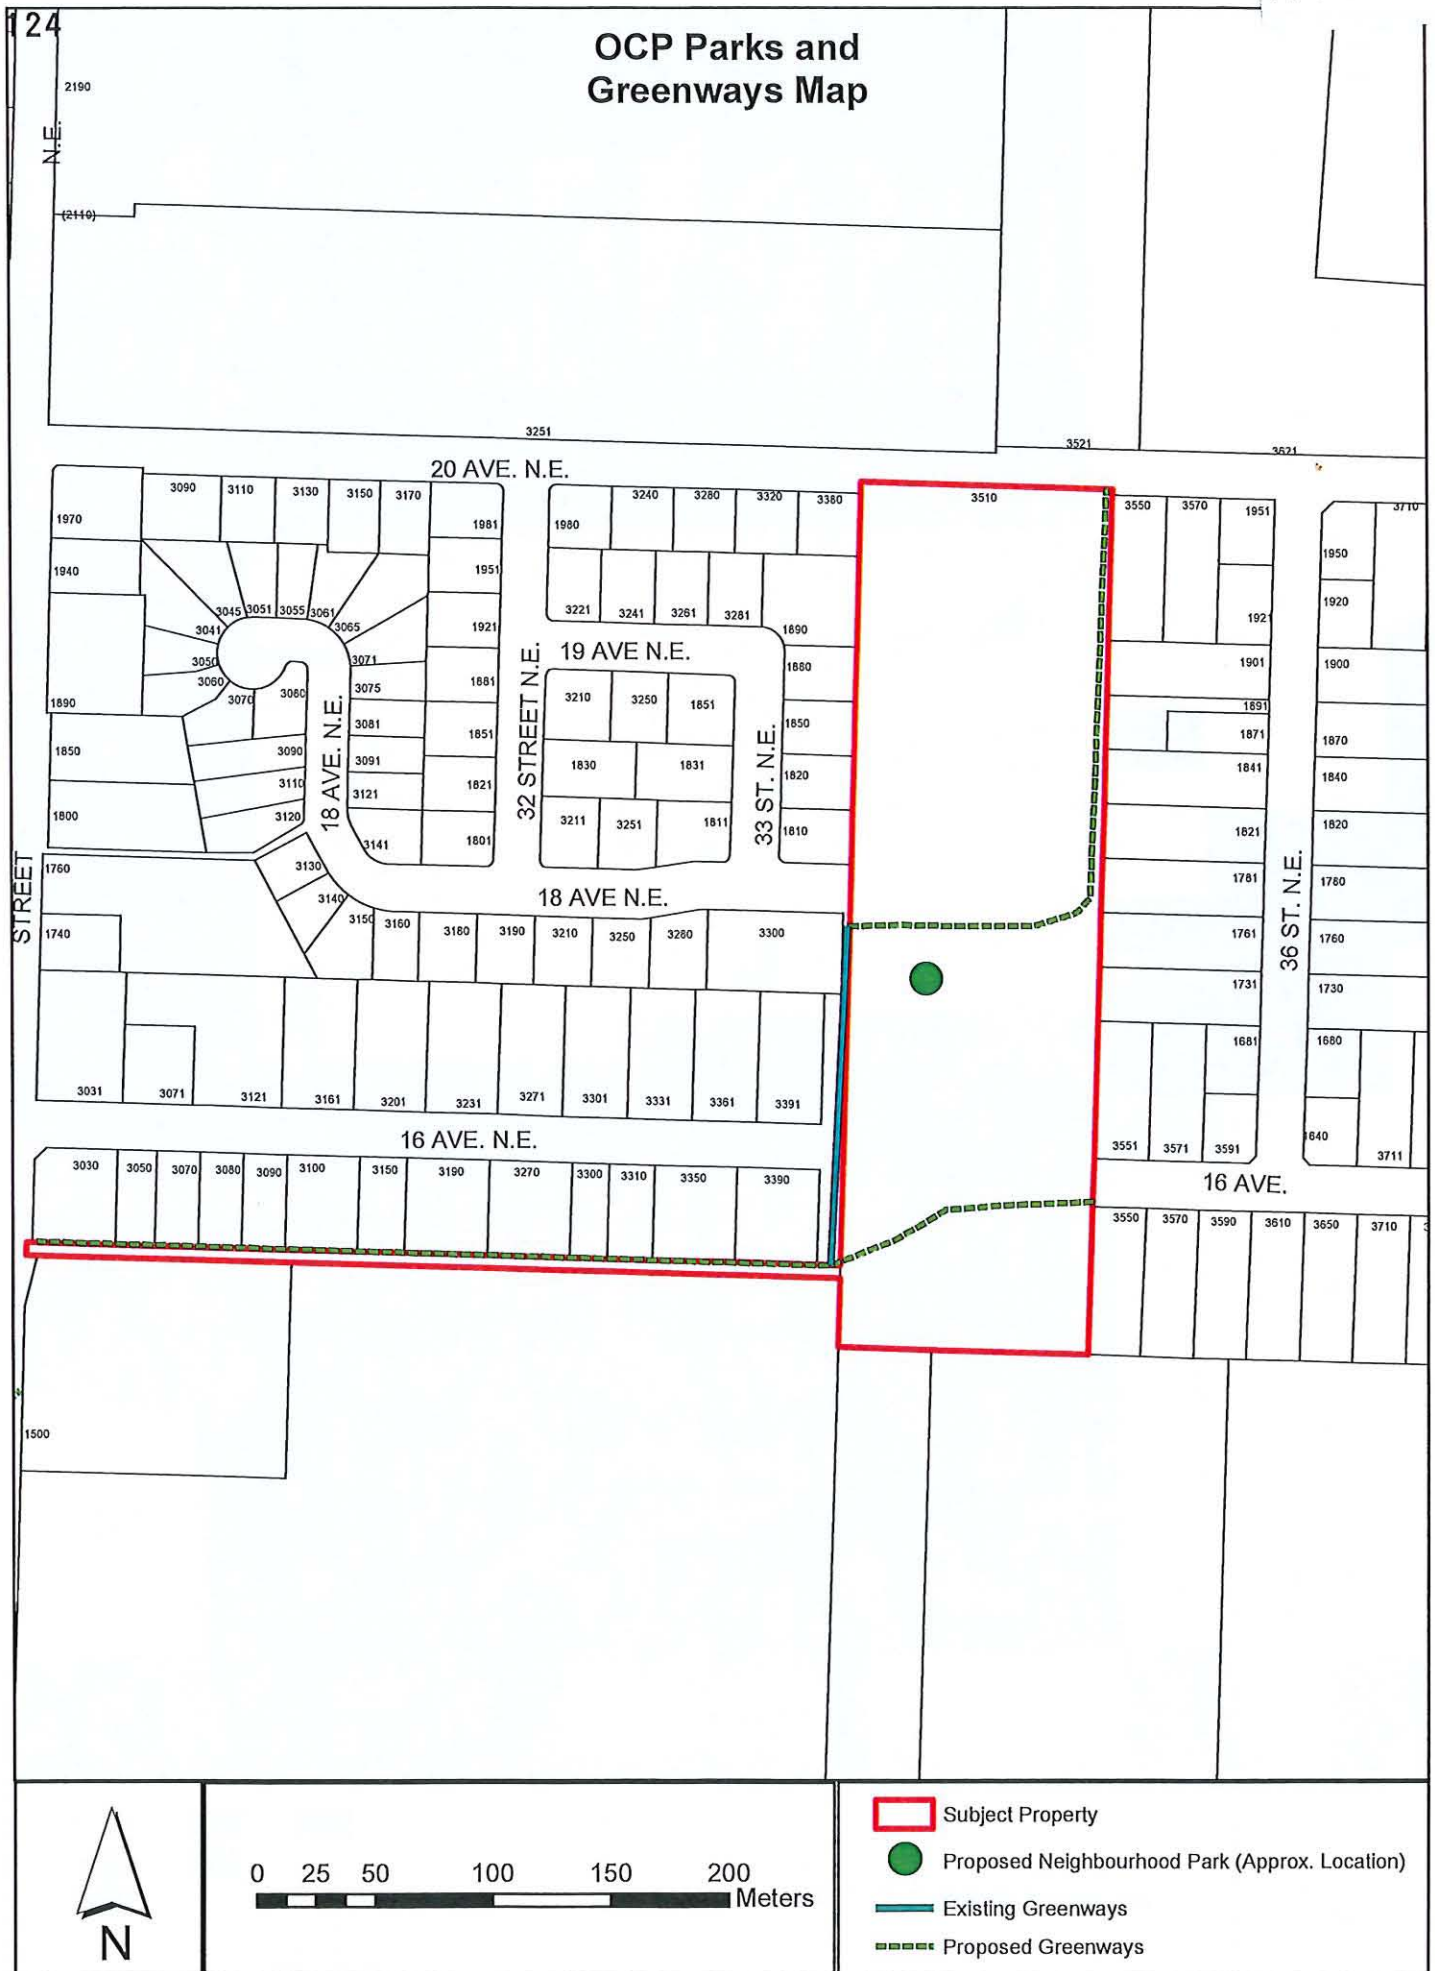 124
OCP Parks and
Greenways Map
2190
N.E.
(2110)
3251
3521
3621
20 AVE. N.E.
3090 3110 3130 3150 3170
3240 3280 3320 3380
3510
3550 3570 1951
3710
1970
1981
1980
1950
1940
1951
1920
3045 3051 3055 3061
3221 3241 3261 3281
1921
3041
3065
1921
1890
3050
3071
32 STREET N.E.
19 AVE N.E.
1880
1901
1900
3060
3070
3080
3075
1881
3210 3250 1851
1890
1891
18 AVE. N.E.
3081
1851
33 ST. N.E.
1850
1871
1870
1850
3090
3091
1830 1831
1841
1840
3110
3121
1821
1820
1800
3120
3141
1801
3211 3251 1811
1810
1821
1820
STREET
1760
3130
3140
18 AVE N.E.
1781
36 ST. N.E.
1780
1740
3150 3160 3180 3190 3210 3250 3280 3300
1761
1760
1731
1730
1681
1680
3031 3071 3121 3161 3201 3231 3271 3301 3331 3361 3391
16 AVE. N.E.
3551 3571 3591
1640
3711
3030 3050 3070 3080 3090 3100 3150 3190 3270 3300 3310 3350 3390
16 AVE.
3550 3570 3590 3610 3650 3710
1500
N
0 25 50 100 150 200
Meters
Subject Property
Proposed Neighbourhood Park (Approx. Location)
Existing Greenways
Proposed Greenways